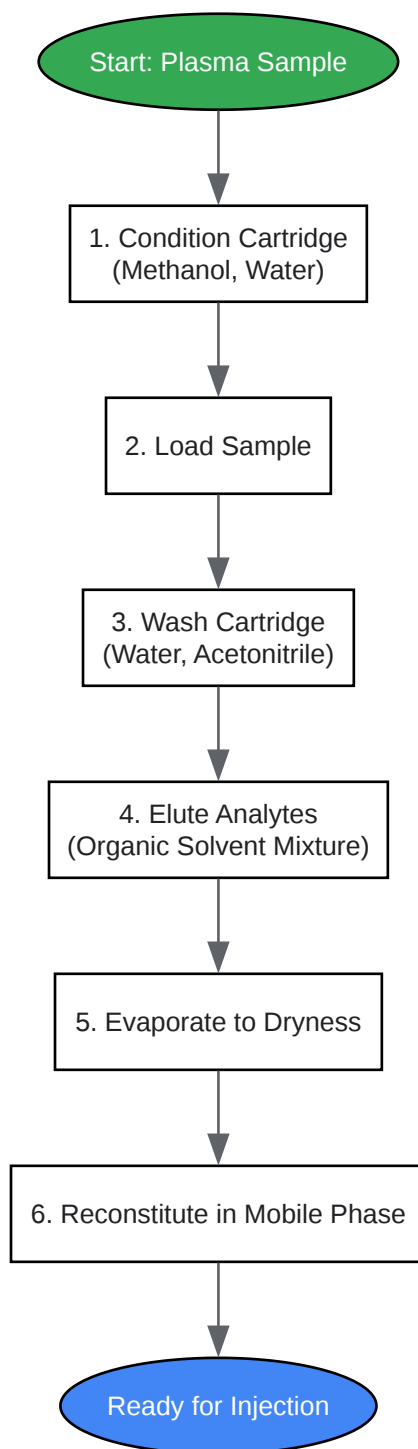 Start: Plasma Sample
1. Condition Cartridge
(Methanol, Water)
2. Load Sample
3. Wash Cartridge
(Water, Acetonitrile)
4. Elute Analytes
(Organic Solvent Mixture)
5. Evaporate to Dryness
6. Reconstitute in Mobile Phase
Ready for Injection